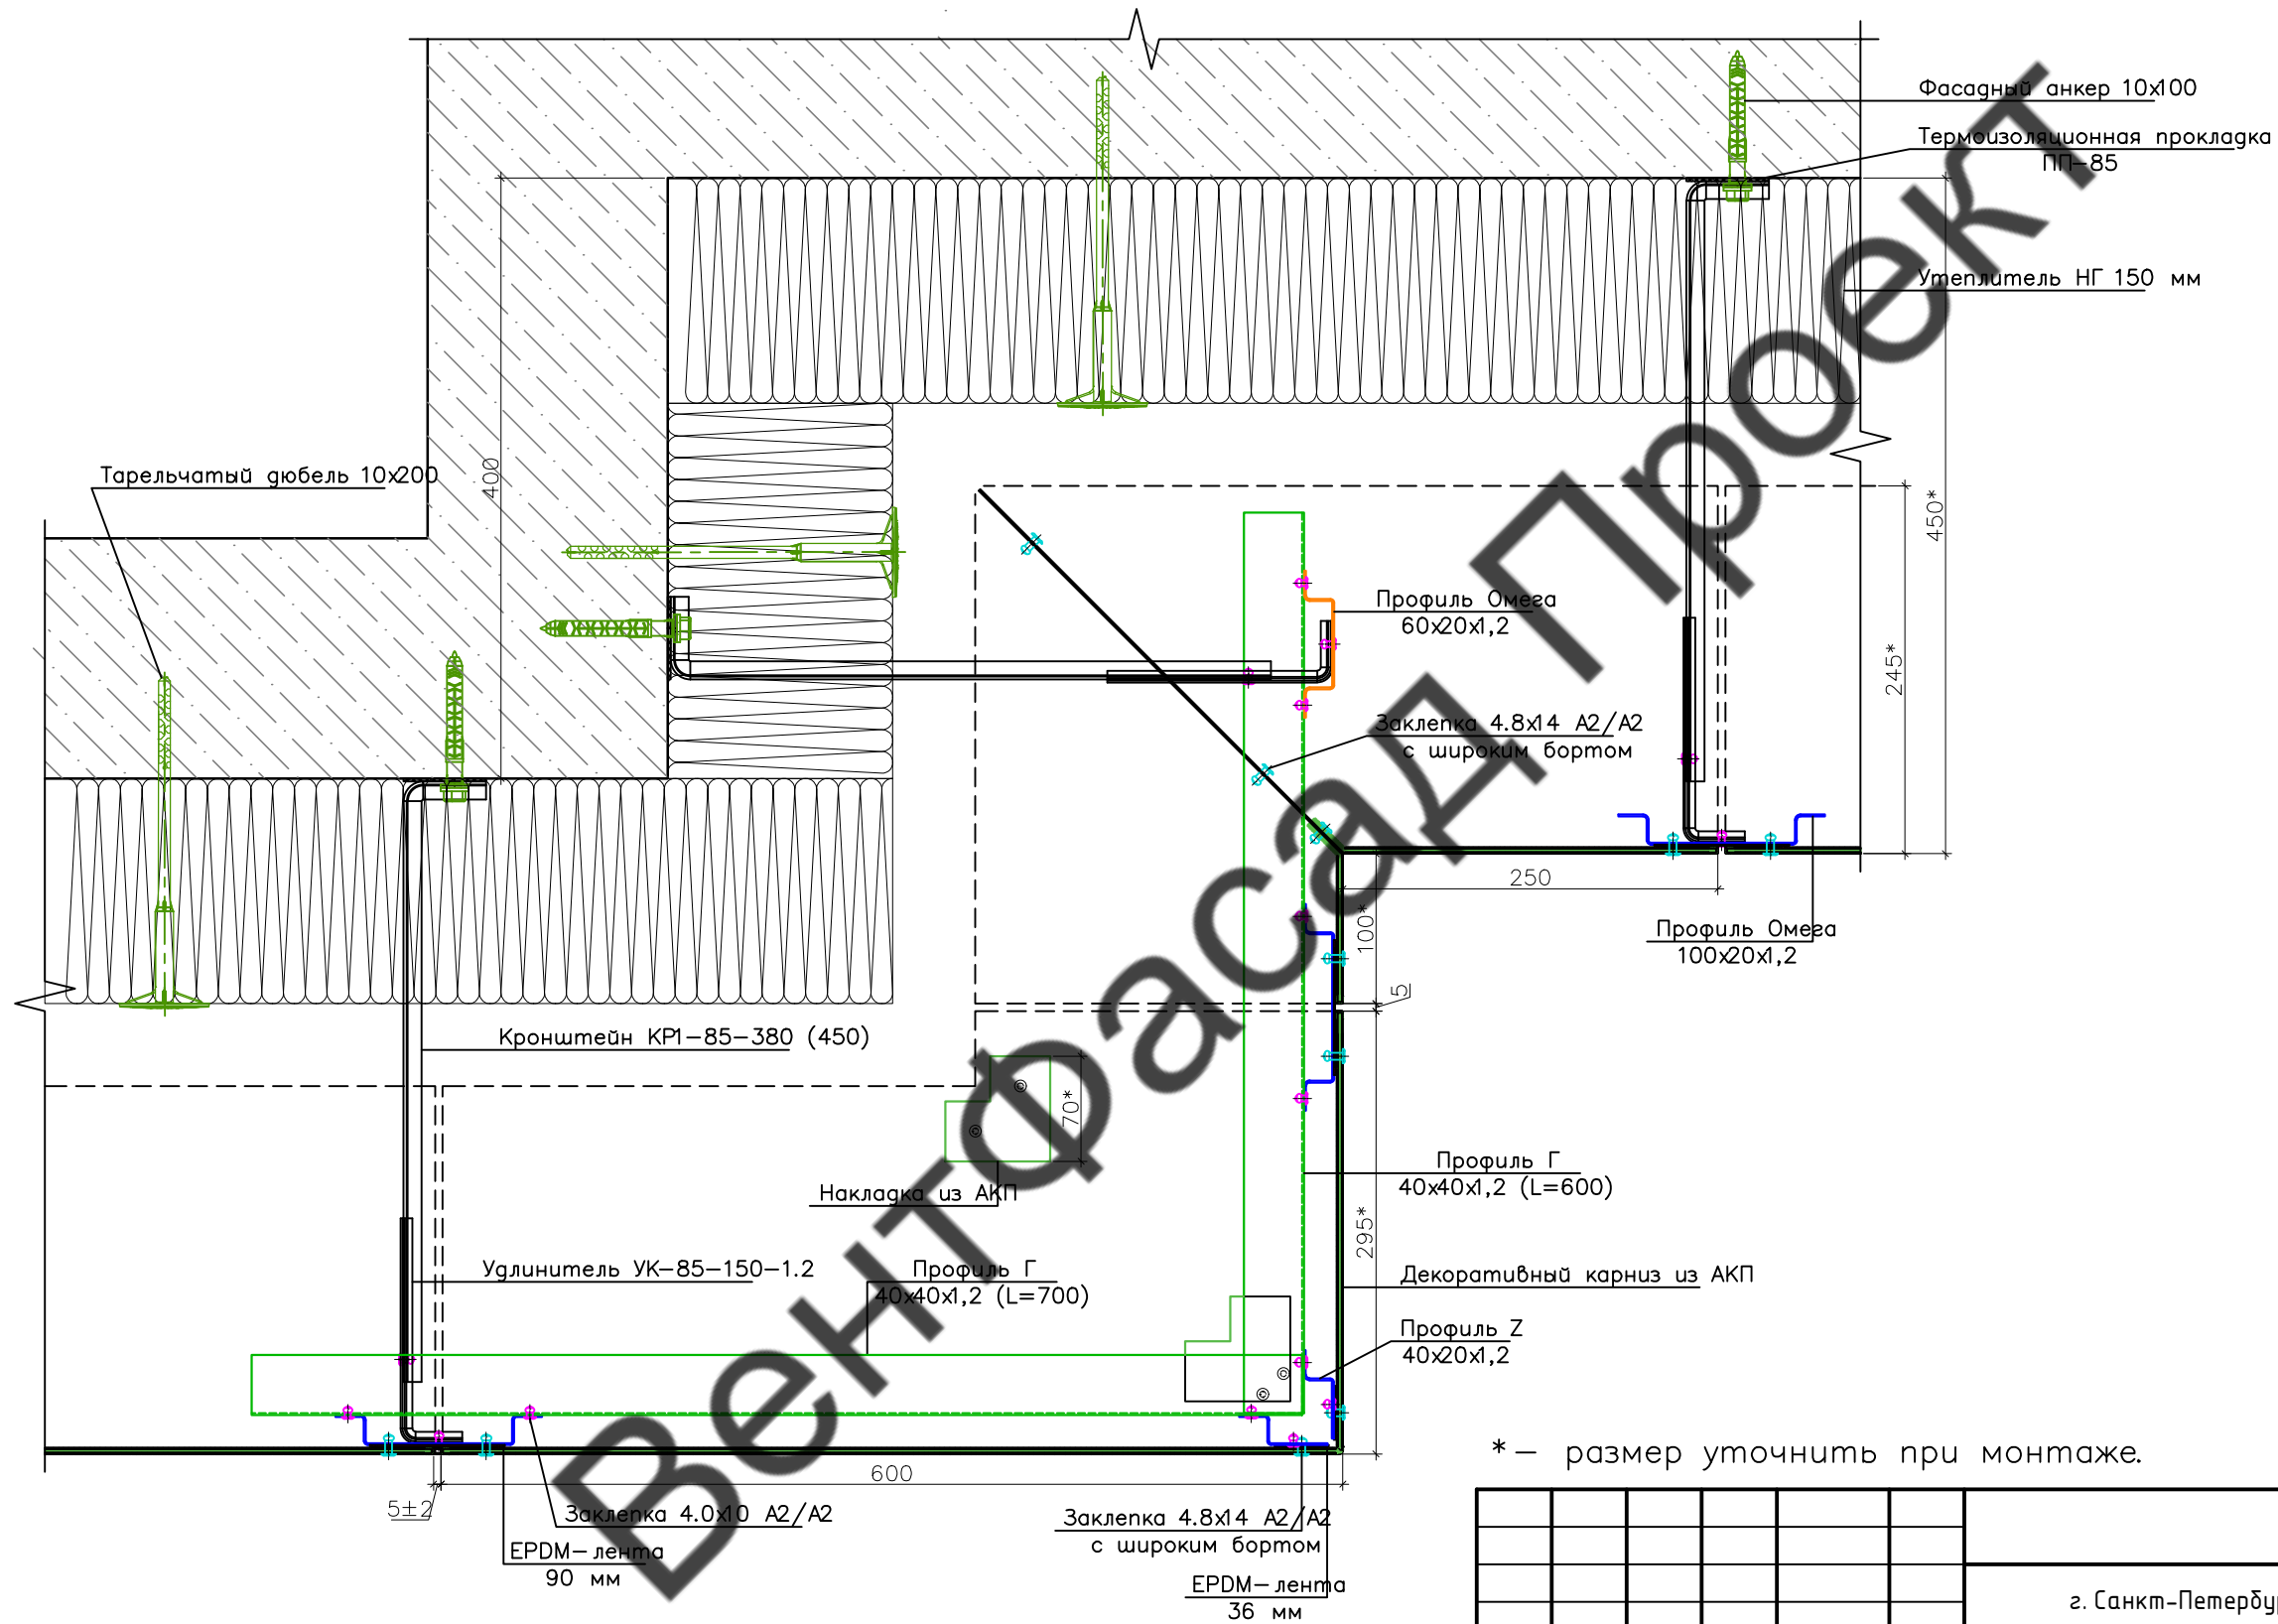 Фасадный анкер 10х100
Термоизоляционная прокладка
ПП-85
Утеплитель НГ 150 мм
Тарельчатый дюбель 10х200
400
450*
245*
Профиль Омега
60х20х1,2
Заклепка 4.8х14 А2/А2
с широким бортом
250
100*
5
Профиль Омега
100х20х1,2
Кронштейн КР1-85-380 (450)
70*
Накладка из АКП
Профиль Г
40х40х1,2 (L=600)
295*
Удлинитель УК-85-150-1.2
Профиль Г
40х40х1,2 (L=700)
Декоративный карниз из АКП
Профиль Z
40х20х1,2
600
5±2
Заклепка 4.0х10 А2/А2
EPDM-лента
90 мм
Заклепка 4.8х14 А2/А2
с широким бортом
EPDM-лента
36 мм
*- размер уточнить при монтаже.
г. Санкт-Петербур
ВентФасад Проект